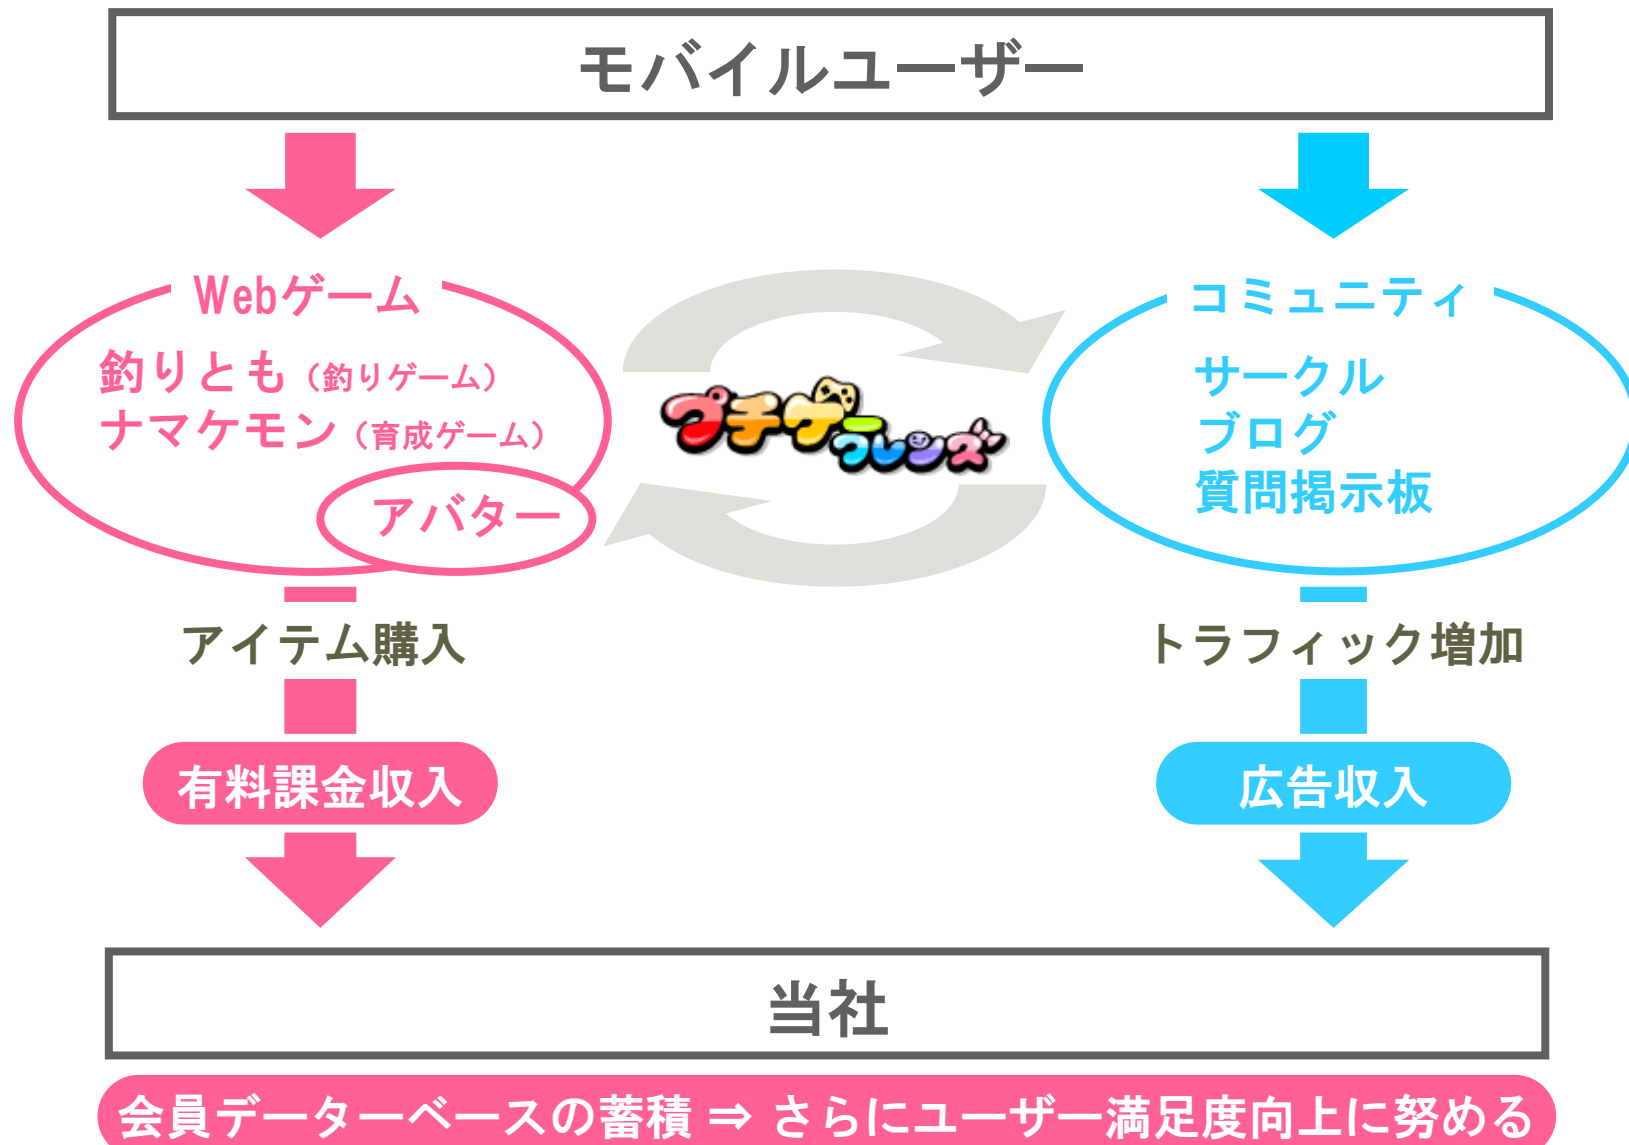 モバイルユーザー
Webゲーム
釣りとも（釣りゲーム）
ナマケモン（育成ゲーム）
アバター
プチゲー
フレンズ
コミュニティ
サークル
ブログ
質問掲示板
アイテム購入
トラフィック増加
有料課金収入
広告収入
当社
会員データーベースの蓄積 ⇒ さらにユーザー満足度向上に努める